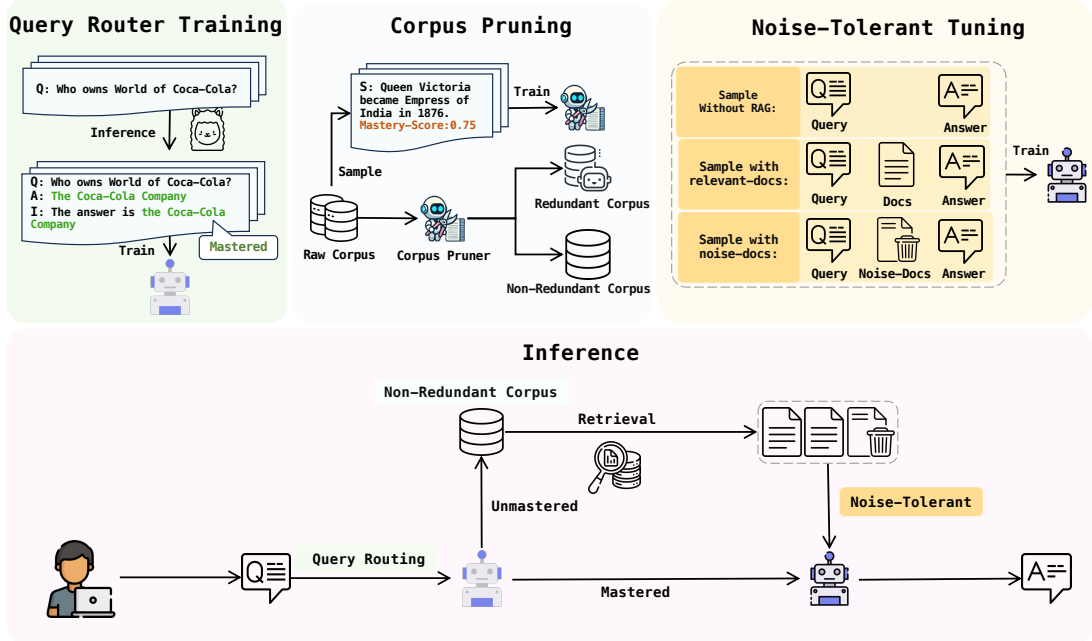 Query Router Training
Q: Who owns World of Coca-Cola?
Inference
Q: Who owns World of Coca-Cola?
A: The Coca-Cola Company
I: The answer is the Coca-Cola
Company
Mastered
Train
Corpus Pruning
S: Queen Victoria
became Empress of
India in 1876.
Mastery-Score:0.75
Train
Sample
Redundant Corpus
Raw Corpus
Corpus Pruner
Non-Redundant Corpus
Noise-Tolerant Tuning
Sample
Without RAG:
Query
Answer
Sample with
relevant-docs:
Query
Docs
Answer
Sample with
noise-docs:
Query
Noise-Docs
Answer
Train
Inference
Non-Redundant Corpus
Retrieval
Unmastered
Noise-Tolerant
Query Routing
Mastered